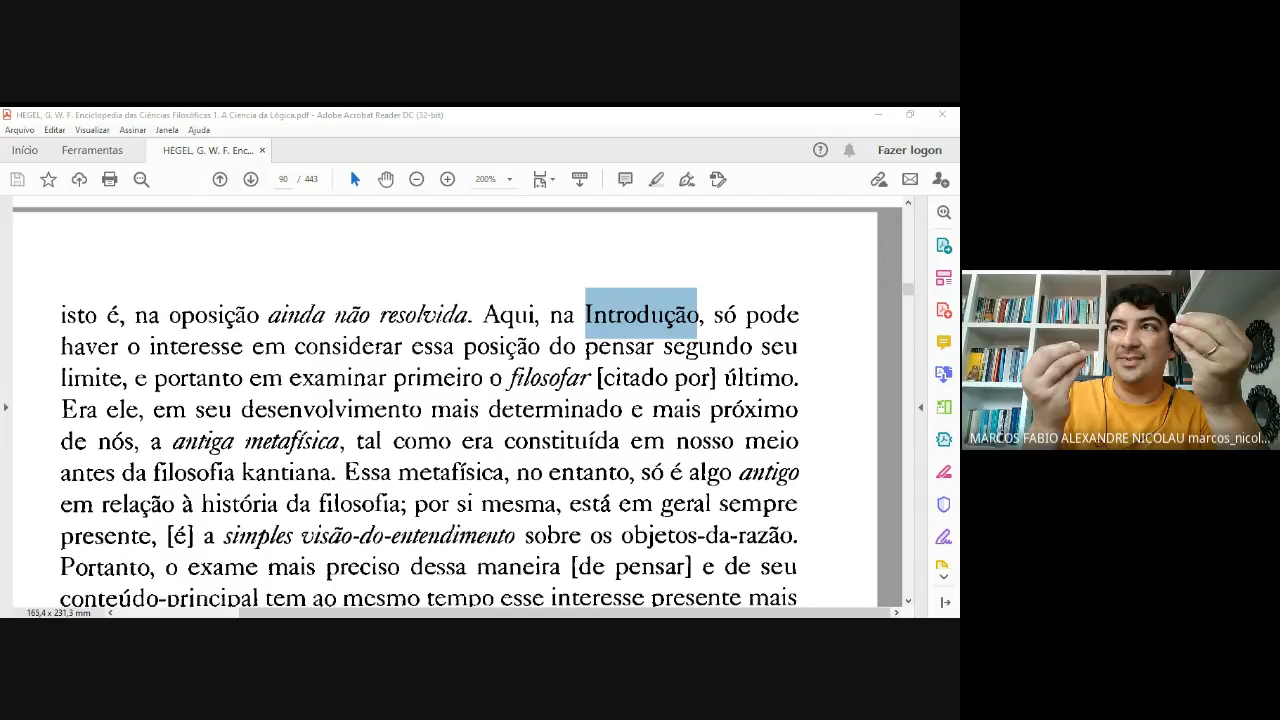 HEGEL, G. W. F. Enciclopedia das Ciências Filosóficas 1. A Ciencia da Lógica.pdf - Adobe Acrobat Reader DC (32-bit)
Arquivo Editar Visualizar Assinar Janela Ajuda
Início Ferramentas HEGEL, G. W. F. Enc... × Fazer logon
90 / 443 200%
isto é, na oposição ainda não resolvida. Aqui, na Introdução, só pode
haver o interesse em considerar essa posição do pensar segundo seu
limite, e portanto em examinar primeiro o filosofar [citado por] último.
Era ele, em seu desenvolvimento mais determinado e mais próximo
de nós, a antiga metafísica, tal como era constituída em nosso meio
antes da filosofia kantiana. Essa metafísica, no entanto, só é algo antigo
em relação à história da filosofia; por si mesma, está em geral sempre
presente, [é] a simples visão-do-entendimento sobre os objetos-da-razão.
Portanto, o exame mais preciso dessa maneira [de pensar] e de seu
conteúdo-principal tem ao mesmo tempo esse interesse presente mais
165,4 x 231,3 mm
MARCOS FABIO ALEXANDRE NICOLAU marcos_nicol...